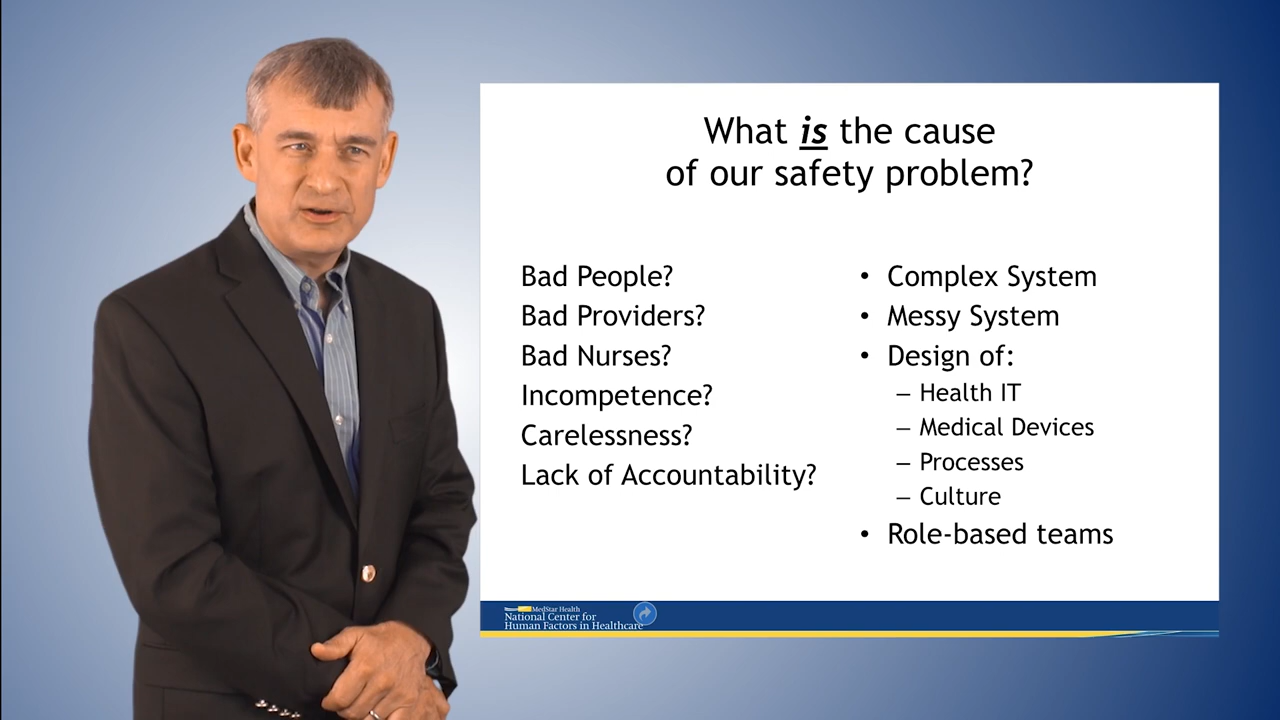 What is the cause
of our safety problem?
Bad People?
Bad Providers?
Bad Nurses?
Incompetence?
Carelessness?
Lack of Accountability?
• Complex System
• Messy System
• Design of:
– Health IT
– Medical Devices
– Processes
– Culture
• Role-based teams
MedStar Health
National Center for
Human Factors in Healthcare